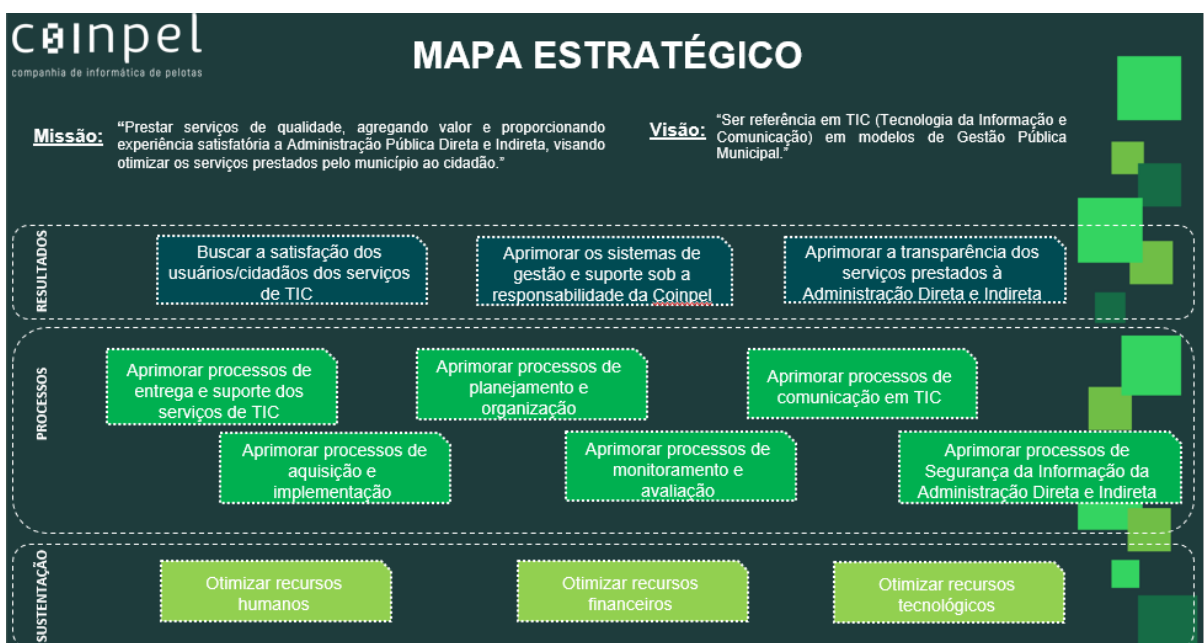 coinpel
companhia de informática de pelotas
MAPA ESTRATÉGICO
Missão:
“Prestar serviços de qualidade, agregando valor e proporcionando
experiência satisfatória a Administração Pública Direta e Indireta, visando
otimizar os serviços prestados pelo município ao cidadão.”
Visão:
“Ser referência em TIC (Tecnologia da Informação e
Comunicação) em modelos de Gestão Pública
Municipal.”
RESULTADOS
Buscar a satisfação dos
usuários/cidadãos dos serviços
de TIC
Aprimorar os sistemas de
gestão e suporte sob a
responsabilidade da Coinpel
Aprimorar a transparência dos
serviços prestados à
Administração Direta e Indireta
PROCESSOS
Aprimorar processos de
entrega e suporte dos
serviços de TIC
Aprimorar processos de
planejamento e
organização
Aprimorar processos de
comunicação em TIC
Aprimorar processos de
aquisição e
implementação
Aprimorar processos de
monitoramento e
avaliação
Aprimorar processos de
Segurança da Informação da
Administração Direta e Indireta
SUSTENTAÇÃO
Otimizar recursos
humanos
Otimizar recursos
financeiros
Otimizar recursos
tecnológicos